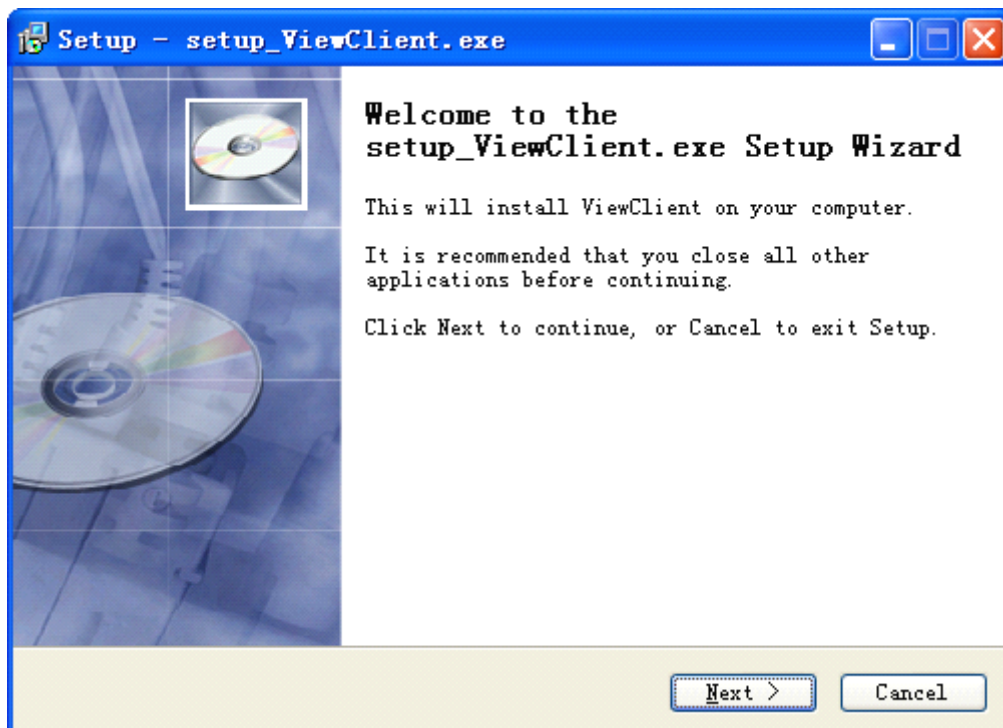 Setup - setup_ViewClient.exe
Welcome to the
setup_ViewClient.exe Setup Wizard
This will install ViewClient on your computer.
It is recommended that you close all other
applications before continuing.
Click Next to continue, or Cancel to exit Setup.
Next >
Cancel